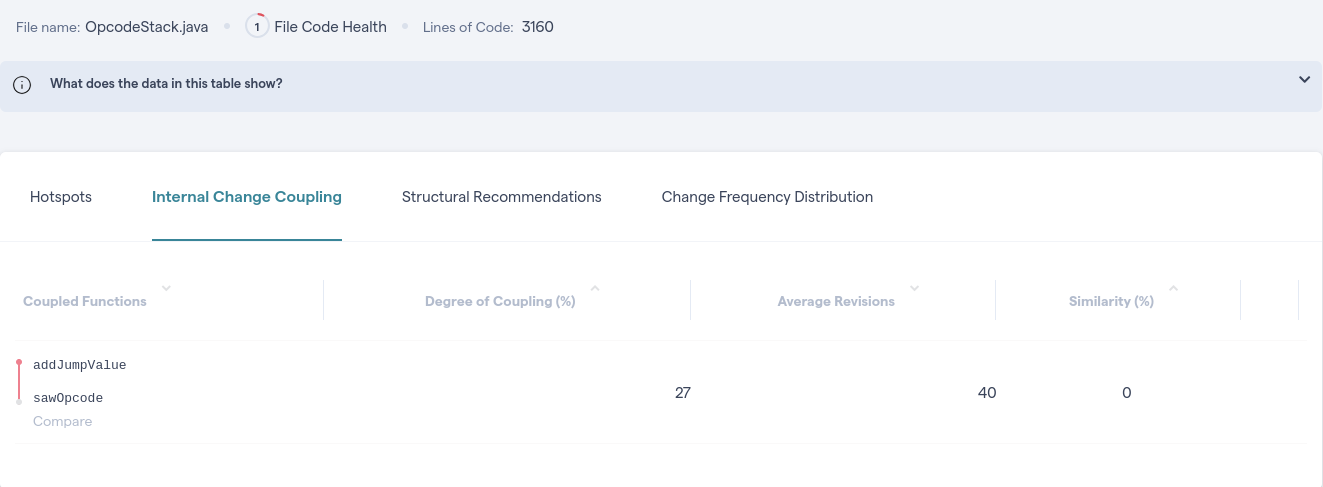 File name: OpcodeStack.java 1 File Code Health Lines of Code: 3160
What does the data in this table show?
Hotspots Internal Change Coupling Structural Recommendations Change Frequency Distribution
Coupled Functions Degree of Coupling (%) Average Revisions Similarity (%)
addJumpValue
27 40 0
sawOpcode
Compare